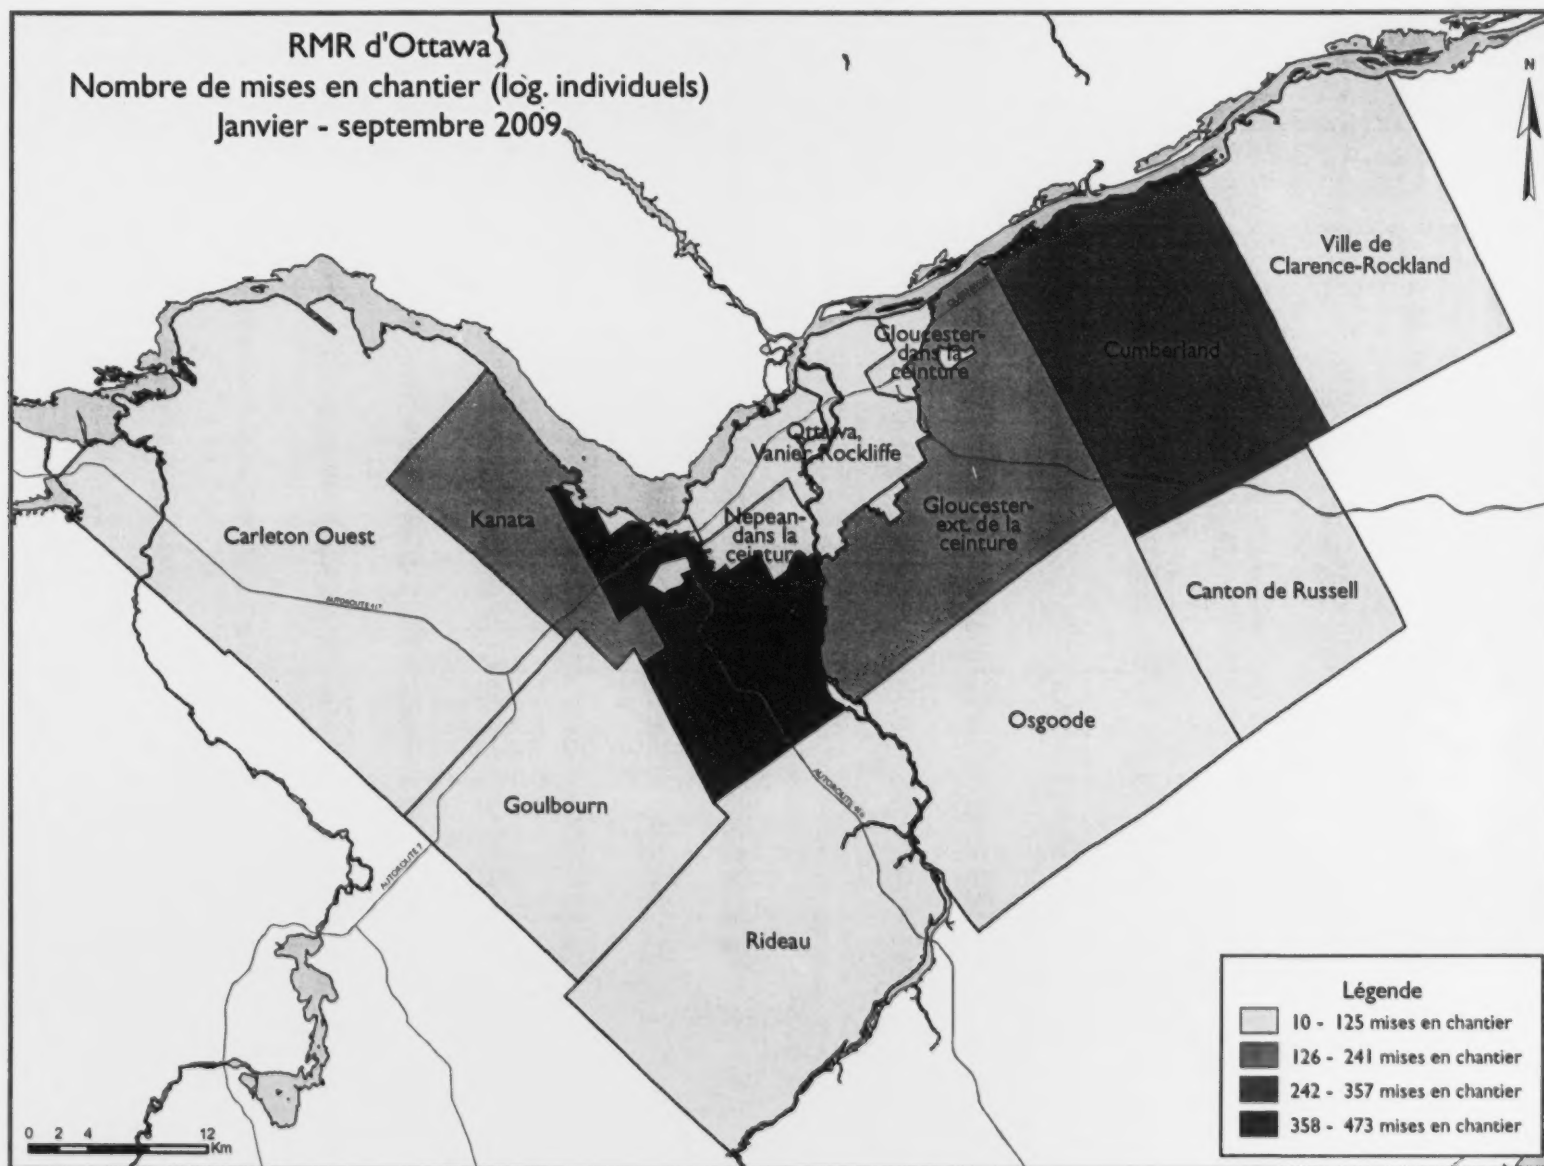 RMR d'Ottawa
Nombre de mises en chantier (log. individuels)
Janvier - septembre 2009
N
Ville de
Clarence-Rockland
Gloucester-
dans la
ceinture
Cumberland
Ottawa,
Vanier, Rockliffe
Kanata
Nepean-
dans la
ceinture
Gloucester-
ext. de la
ceinture
Carleton Ouest
Canton de Russell
AUTOROUTE 417
Osgoode
Goulbourn
AUTOROUTE 416
AUTOROUTE 7
Rideau
Légende
10 - 125 mises en chantier
126 - 241 mises en chantier
242 - 357 mises en chantier
358 - 473 mises en chantier
0 2 4 8 12
Km